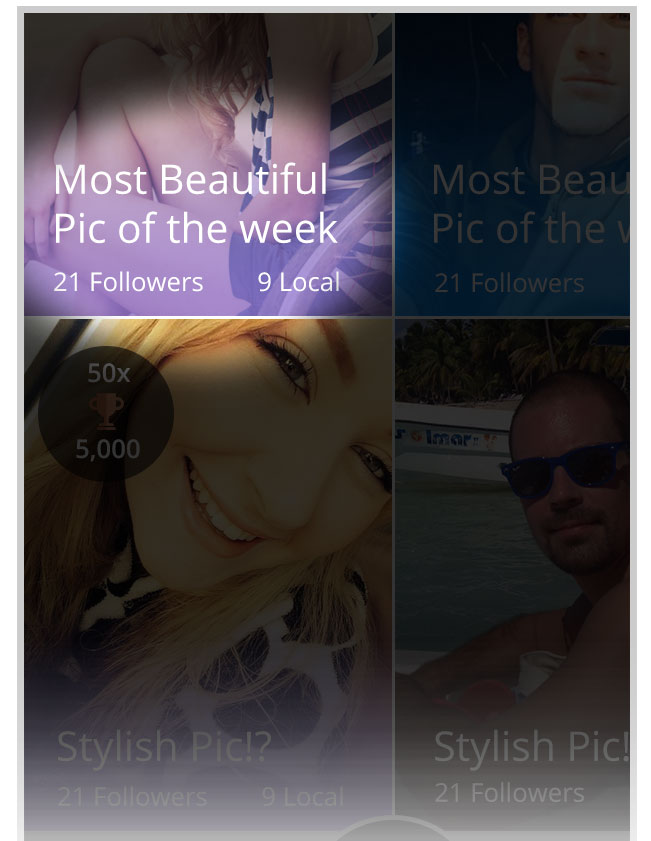 Most Beautiful
Pic of the week
21 Followers 9 Local
Most Beau
Pic of the w
21 Followers
50x
5,000
Stylish Pic!?
21 Followers 9 Local
Stylish Pic!
21 Followers